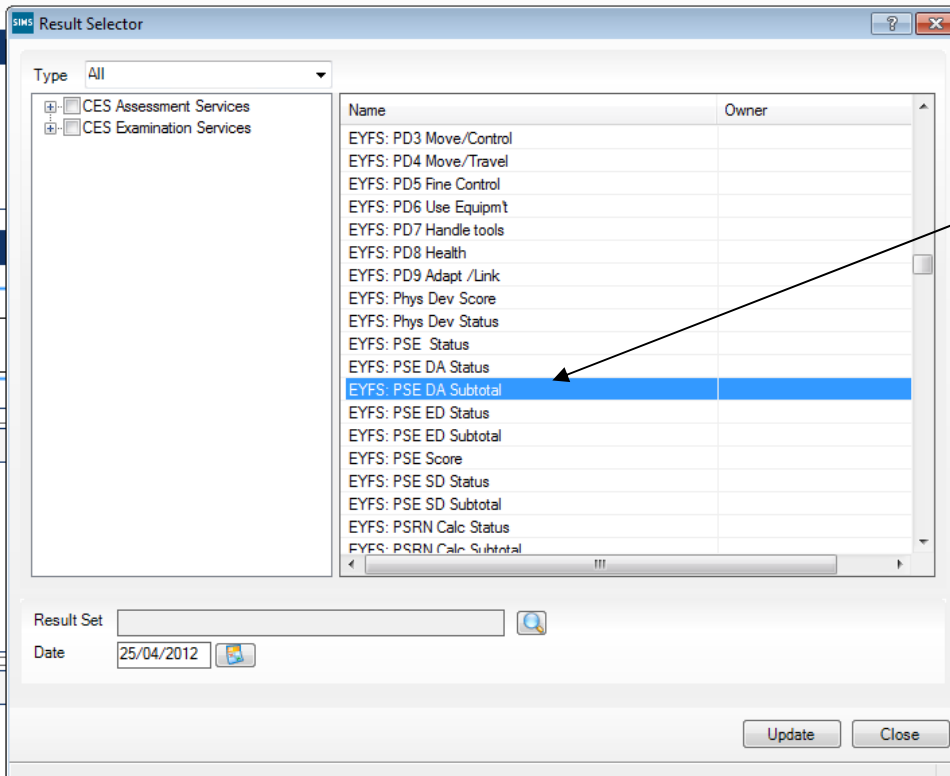 SIMS Result Selector
Type All
CES Assessment Services
CES Examination Services
Name Owner
EYFS: PD3 Move/Control
EYFS: PD4 Move/Travel
EYFS: PD5 Fine Control
EYFS: PD6 Use Equipm't
EYFS: PD7 Handle tools
EYFS: PD8 Health
EYFS: PD9 Adapt /Link
EYFS: Phys Dev Score
EYFS: Phys Dev Status
EYFS: PSE  Status
EYFS: PSE DA Status
EYFS: PSE DA Subtotal
EYFS: PSE ED Status
EYFS: PSE ED Subtotal
EYFS: PSE Score
EYFS: PSE SD Status
EYFS: PSE SD Subtotal
EYFS: PSRN Calc Status
EYFS: PSRN Calc Subtotal
Result Set
Date 25/04/2012
Update Close